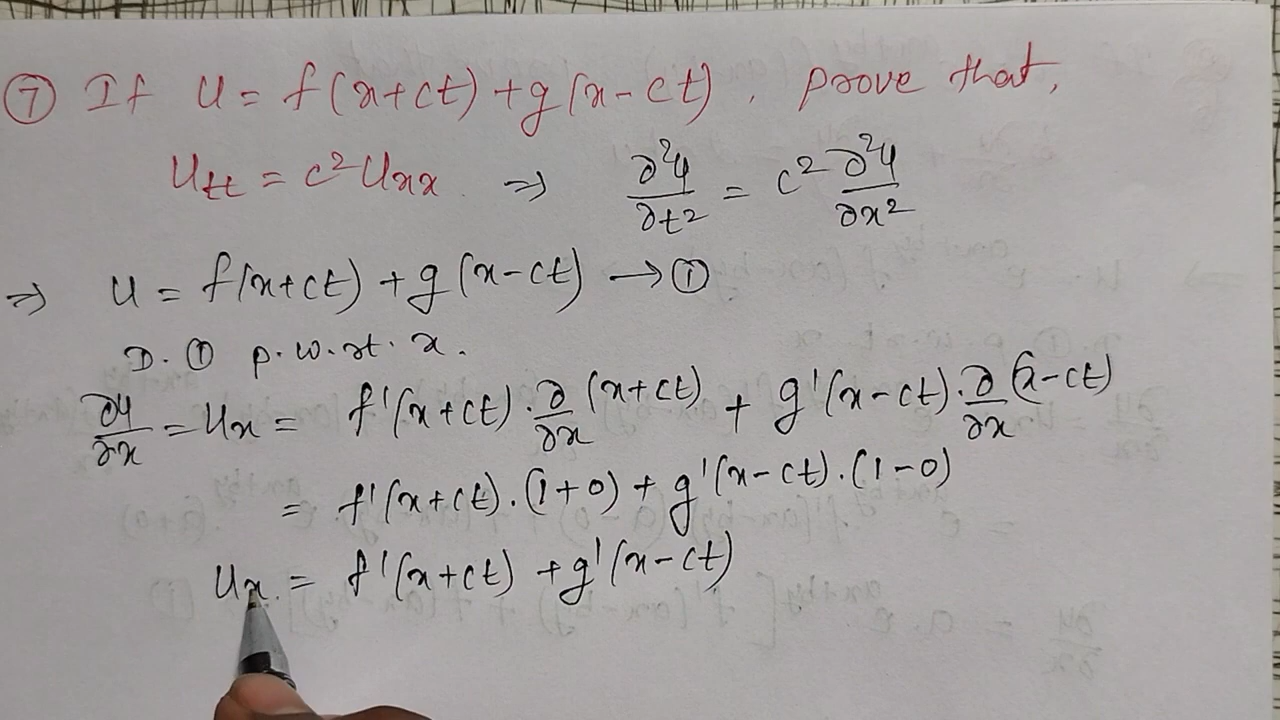 ⑦ If u = f(x+ct) + g(x-ct), prove that,
u_tt = c² u_xx ⇒ ∂²u/∂t² = c² ∂²u/∂x²
⇒ u = f(x+ct) + g(x-ct) → ①
D. ① p. w. r. t. x.
∂u/∂x = u_x = f'(x+ct) · ∂/∂x (x+ct) + g'(x-ct) · ∂/∂x (x-ct)
= f'(x+ct) · (1+0) + g'(x-ct) · (1-0)
u_x = f'(x+ct) + g'(x-ct)